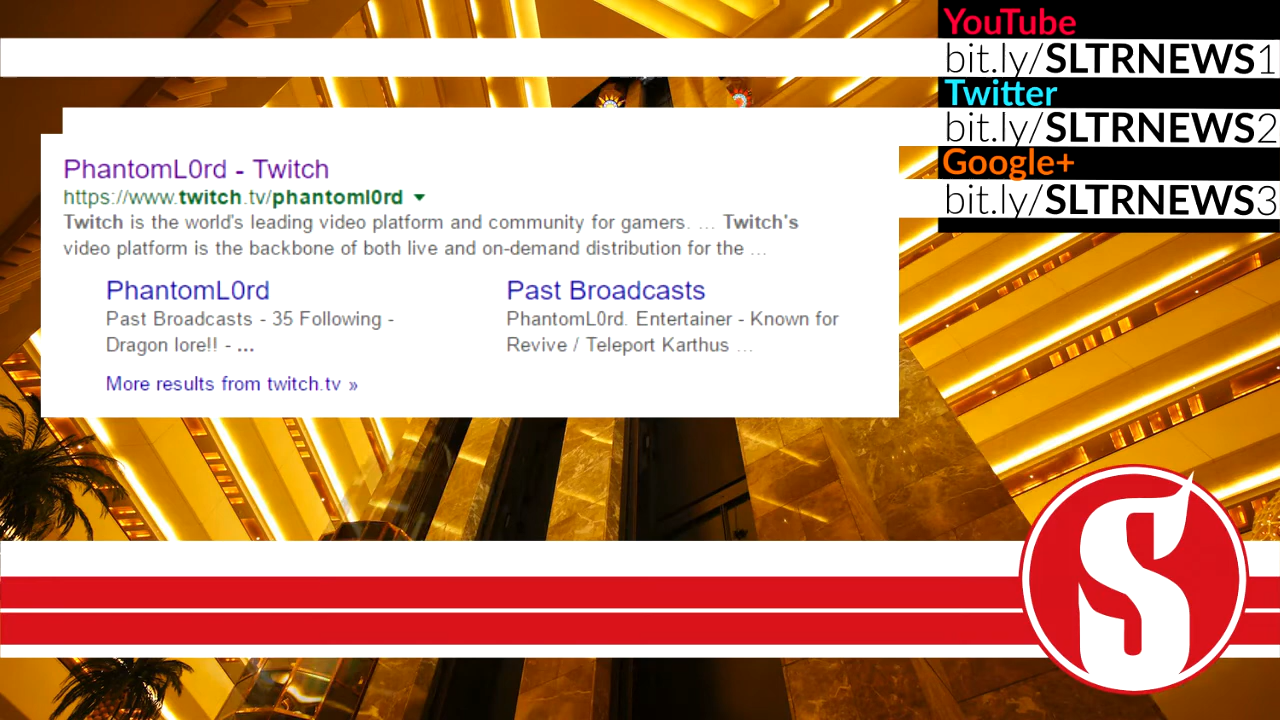 YouTube
bit.ly/SLTRNEWS1
Twitter
bit.ly/SLTRNEWS2
Google+
bit.ly/SLTRNEWS3
PhantomL0rd - Twitch
https://www.twitch.tv/phantoml0rd
Twitch is the world's leading video platform and community for gamers. ... Twitch's
video platform is the backbone of both live and on-demand distribution for the ...
PhantomL0rd
Past Broadcasts - 35 Following -
Dragon lore!! - ...
Past Broadcasts
PhantomL0rd. Entertainer - Known for
Revive / Teleport Karthus ...
More results from twitch.tv »
S